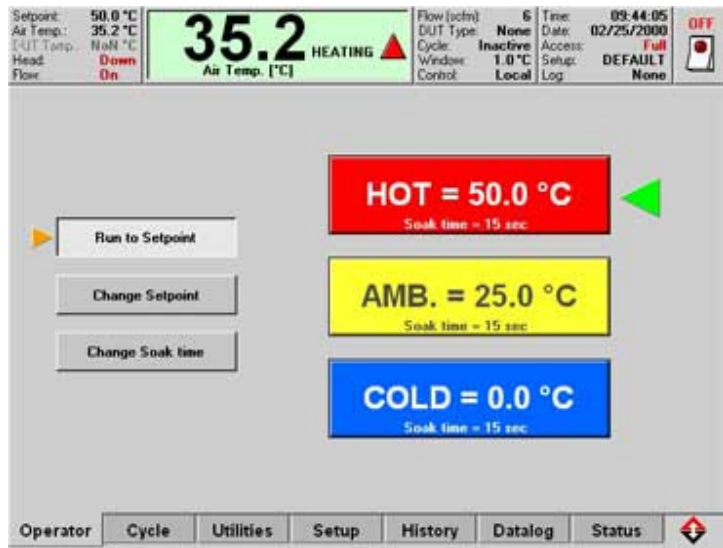 Setpoint: 50.0 °C
Air Temp.: 35.2 °C
DUT Temp. NaN °C
Head: Down
Flow: On
35.2 HEATING
Air Temp. [°C]
Flow (scfm): 6
DUT Type: None
Cycle: Inactive
Window: 1.0 °C
Control: Local
Time: 09:44:05
Date: 02/25/2000
Access: Full
Setup: DEFAULT
Log: None
OFF
HOT = 50.0 °C
Soak time = 15 sec
Run to Setpoint
Change Setpoint
AMB. = 25.0 °C
Soak time = 15 sec
Change Soak time
COLD = 0.0 °C
Soak time = 15 sec
Operator Cycle Utilities Setup History Datalog Status